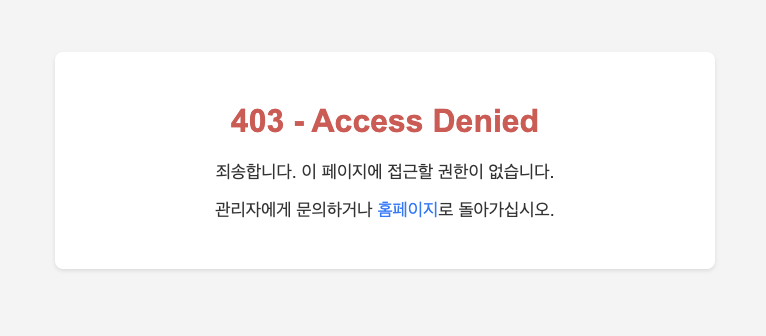 403 - Access Denied
죄송합니다. 이 페이지에 접근할 권한이 없습니다.
관리자에게 문의하거나 홈페이지로 돌아가십시오.